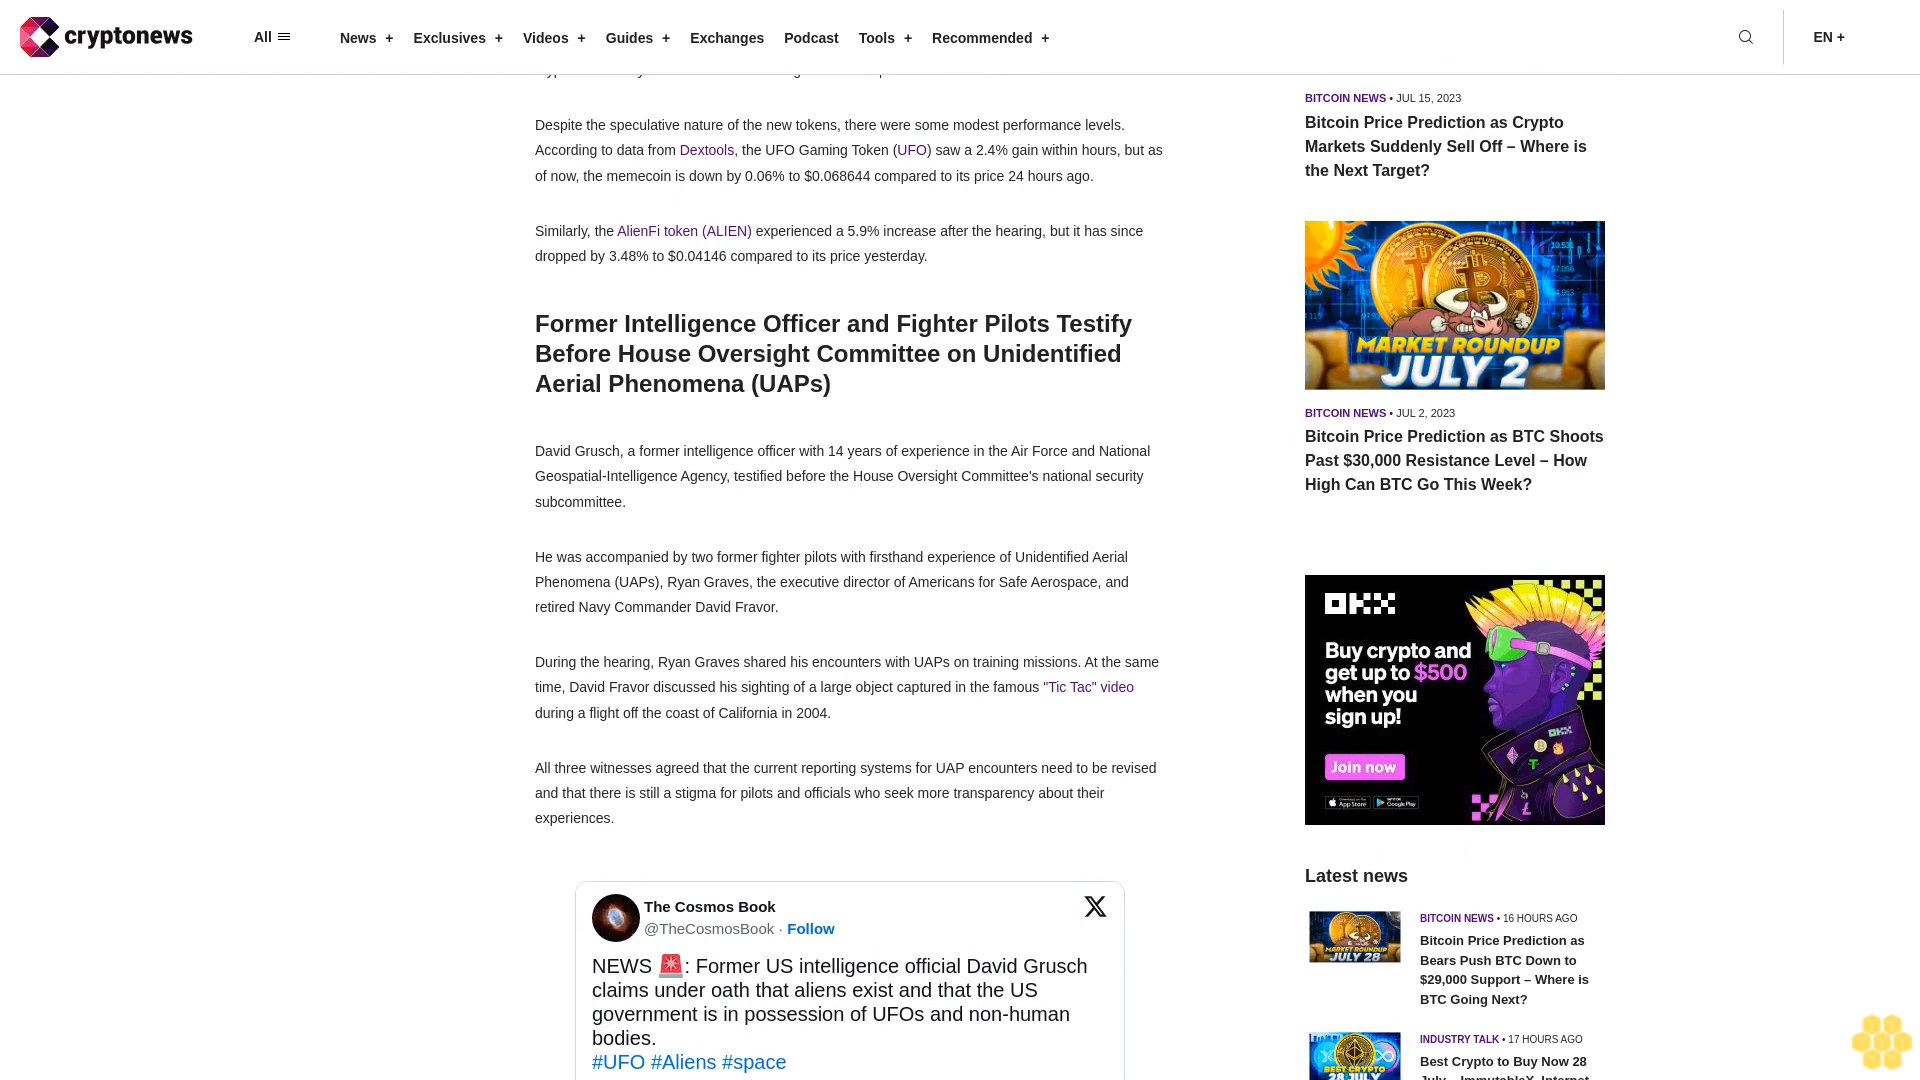 cryptonews
All
News +
Exclusives +
Videos +
Guides +
Exchanges
Podcast
Tools +
Recommended +
EN +
Despite the speculative nature of the new tokens, there were some modest performance levels.
According to data from Dextools, the UFO Gaming Token (UFO) saw a 2.4% gain within hours, but as
of now, the memecoin is down by 0.06% to $0.068644 compared to its price 24 hours ago.
Similarly, the AlienFi token (ALIEN) experienced a 5.9% increase after the hearing, but it has since
dropped by 3.48% to $0.04146 compared to its price yesterday.
Former Intelligence Officer and Fighter Pilots Testify
Before House Oversight Committee on Unidentified
Aerial Phenomena (UAPs)
David Grusch, a former intelligence officer with 14 years of experience in the Air Force and National
Geospatial-Intelligence Agency, testified before the House Oversight Committee's national security
subcommittee.
He was accompanied by two former fighter pilots with firsthand experience of Unidentified Aerial
Phenomena (UAPs), Ryan Graves, the executive director of Americans for Safe Aerospace, and
retired Navy Commander David Fravor.
During the hearing, Ryan Graves shared his encounters with UAPs on training missions. At the same
time, David Fravor discussed his sighting of a large object captured in the famous "Tic Tac" video
during a flight off the coast of California in 2004.
All three witnesses agreed that the current reporting systems for UAP encounters need to be revised
and that there is still a stigma for pilots and officials who seek more transparency about their
experiences.
The Cosmos Book
@TheCosmosBook · Follow
NEWS 🚨: Former US intelligence official David Grusch
claims under oath that aliens exist and that the US
government is in possession of UFOs and non-human
bodies.
#UFO #Aliens #space
BITCOIN NEWS • JUL 15, 2023
Bitcoin Price Prediction as Crypto
Markets Suddenly Sell Off – Where is
the Next Target?
MARKET ROUNDUP
JULY 2
BITCOIN NEWS • JUL 2, 2023
Bitcoin Price Prediction as BTC Shoots
Past $30,000 Resistance Level – How
High Can BTC Go This Week?
OKX
Buy crypto and
get up to $500
when you
sign up!
Join now
App Store
Google Play
Latest news
MARKET ROUNDUP
JULY 28
BITCOIN NEWS • 16 HOURS AGO
Bitcoin Price Prediction as
Bears Push BTC Down to
$29,000 Support – Where is
BTC Going Next?
BEST CRYPTO
28 JULY
INDUSTRY TALK • 17 HOURS AGO
Best Crypto to Buy Now 28
July – ImmutableX, Internet